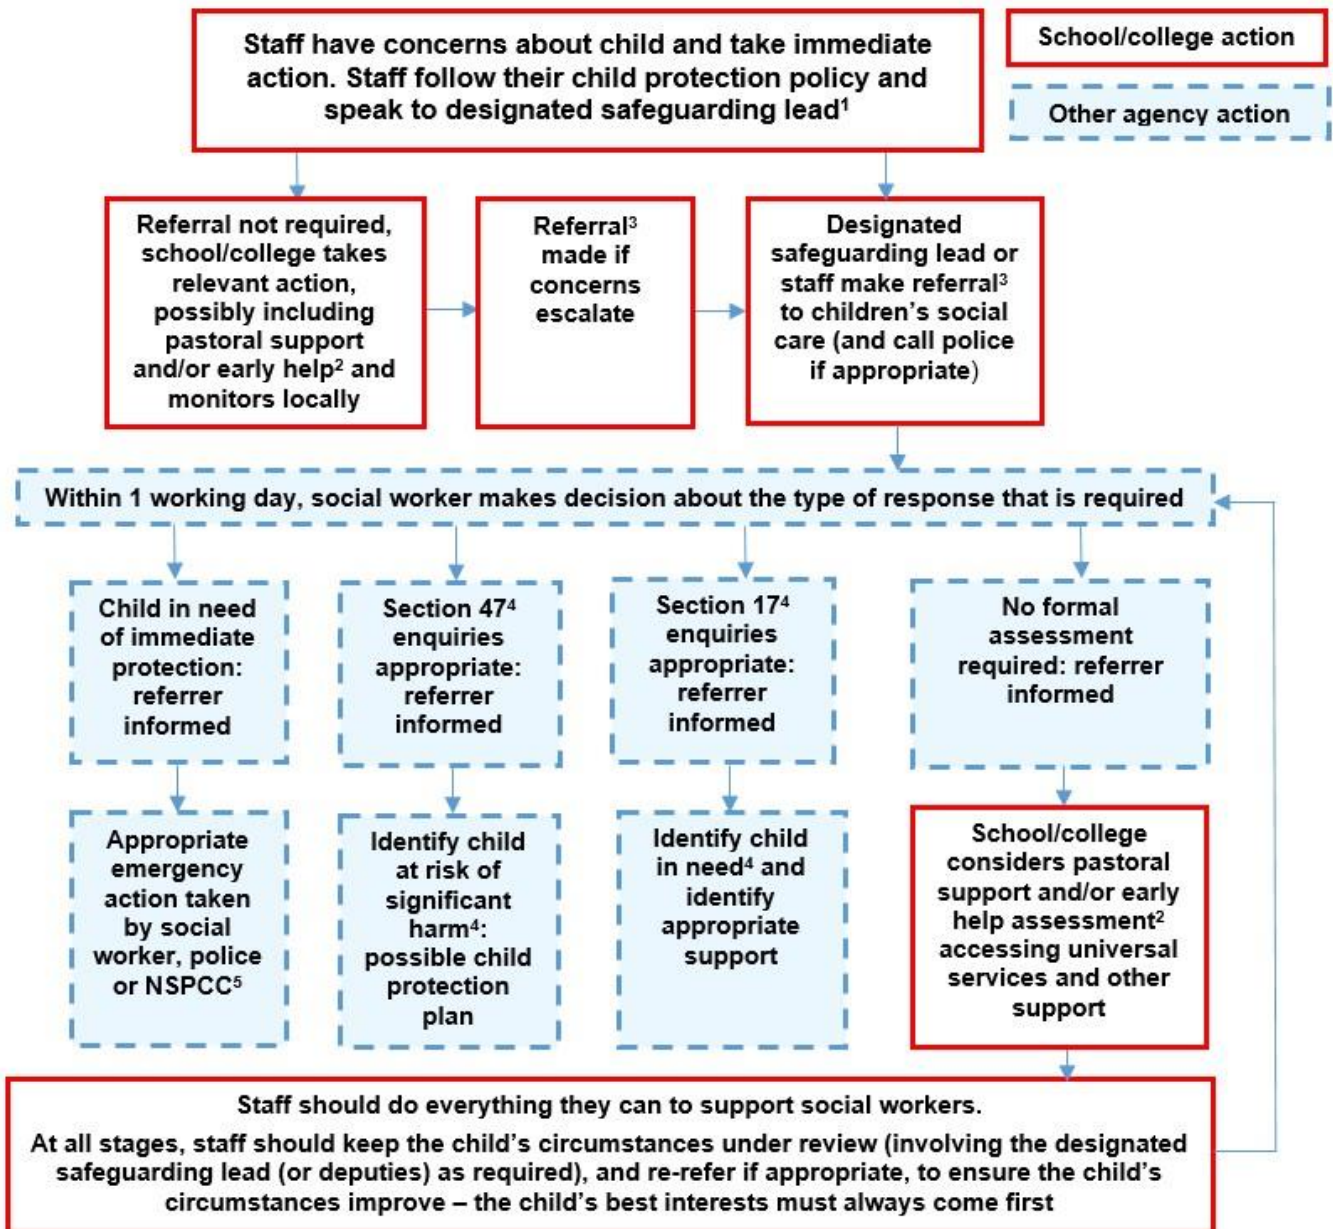 Staff have concerns about child and take immediate
action. Staff follow their child protection policy and
speak to designated safeguarding lead¹
School/college action
Other agency action
Referral not required,
school/college takes
relevant action,
possibly including
pastoral support
and/or early help² and
monitors locally
Referral³
made if
concerns
escalate
Designated
safeguarding lead or
staff make referral³
to children’s social
care (and call police
if appropriate)
Within 1 working day, social worker makes decision about the type of response that is required
Child in need
of immediate
protection:
referrer
informed
Section 47⁴
enquiries
appropriate:
referrer
informed
Section 17⁴
enquiries
appropriate:
referrer
informed
No formal
assessment
required: referrer
informed
Appropriate
emergency
action taken
by social
worker, police
or NSPCC⁵
Identify child
at risk of
significant
harm⁴:
possible child
protection
plan
Identify child
in need⁴ and
identify
appropriate
support
School/college
considers pastoral
support and/or early
help assessment²
accessing universal
services and other
support
Staff should do everything they can to support social workers.
At all stages, staff should keep the child’s circumstances under review (involving the designated
safeguarding lead (or deputies) as required), and re-refer if appropriate, to ensure the child’s
circumstances improve – the child’s best interests must always come first